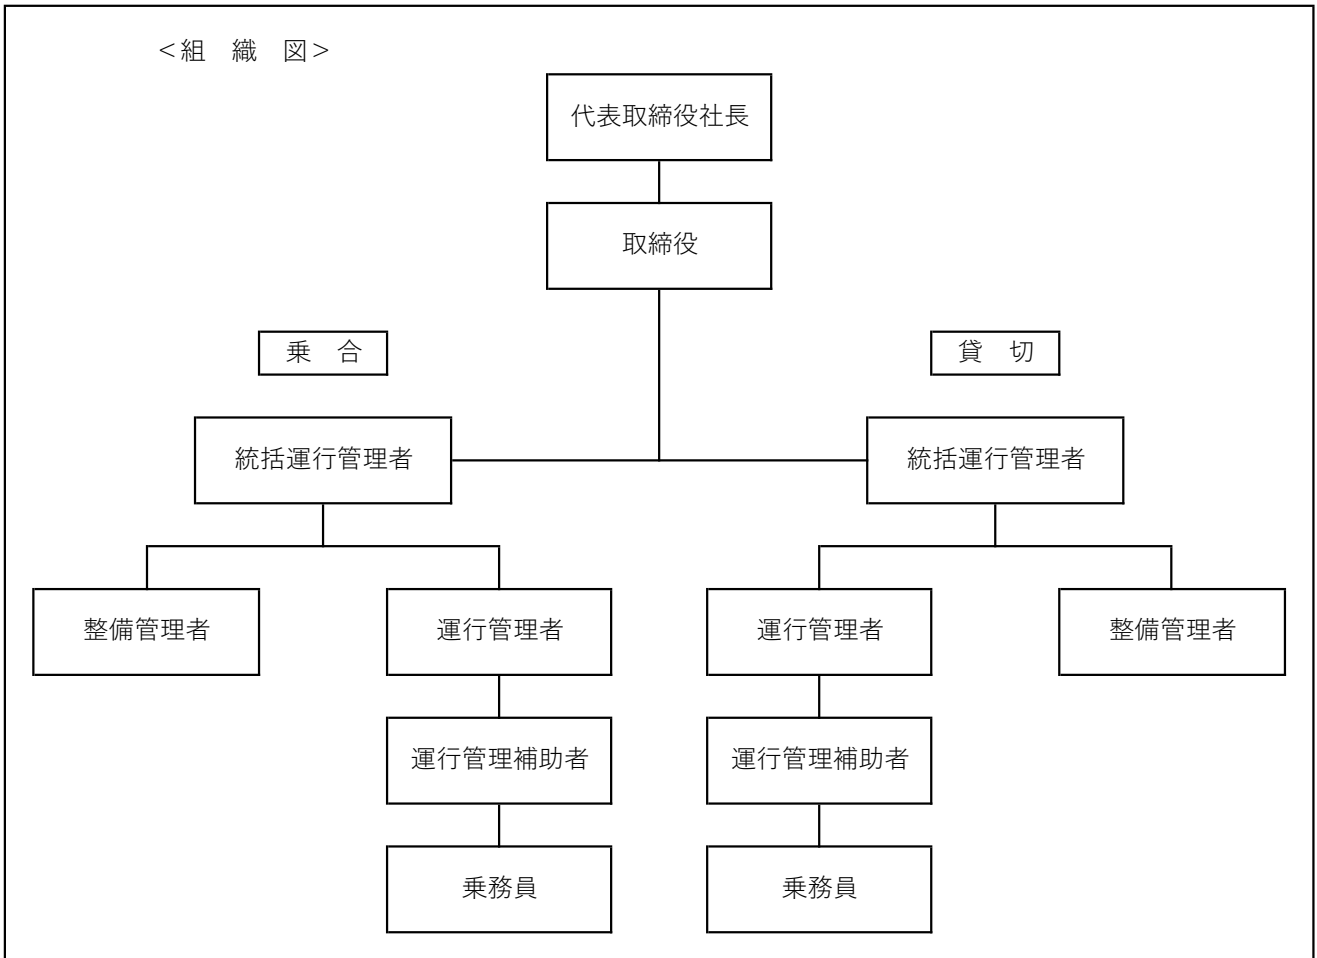 ＜組　織　図＞
代表取締役社長
取締役
乗　合
貸　切
統括運行管理者
統括運行管理者
整備管理者
運行管理者
運行管理者
整備管理者
運行管理補助者
運行管理補助者
乗務員
乗務員